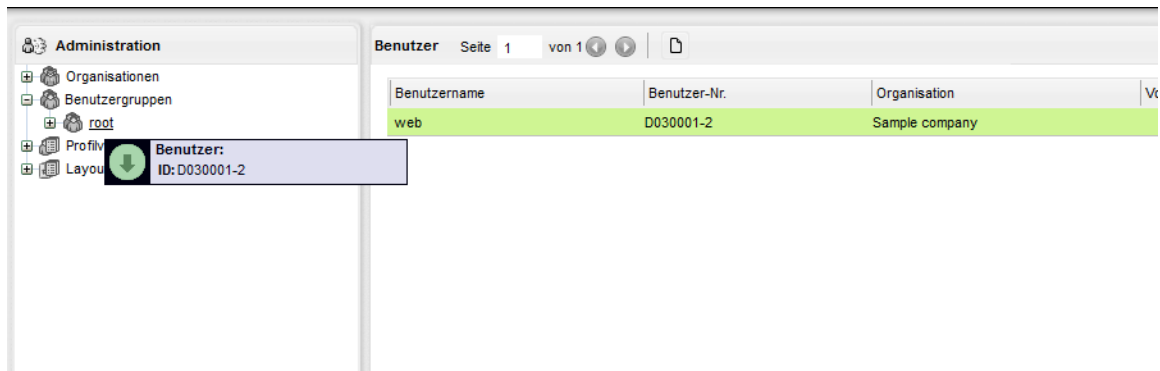 Administration
Organisationen
Benutzergruppen
root
Benutzer:
ID: D030001-2
Benutzer Seite 1 von 1
Benutzername Benutzer-Nr. Organisation
web D030001-2 Sample company